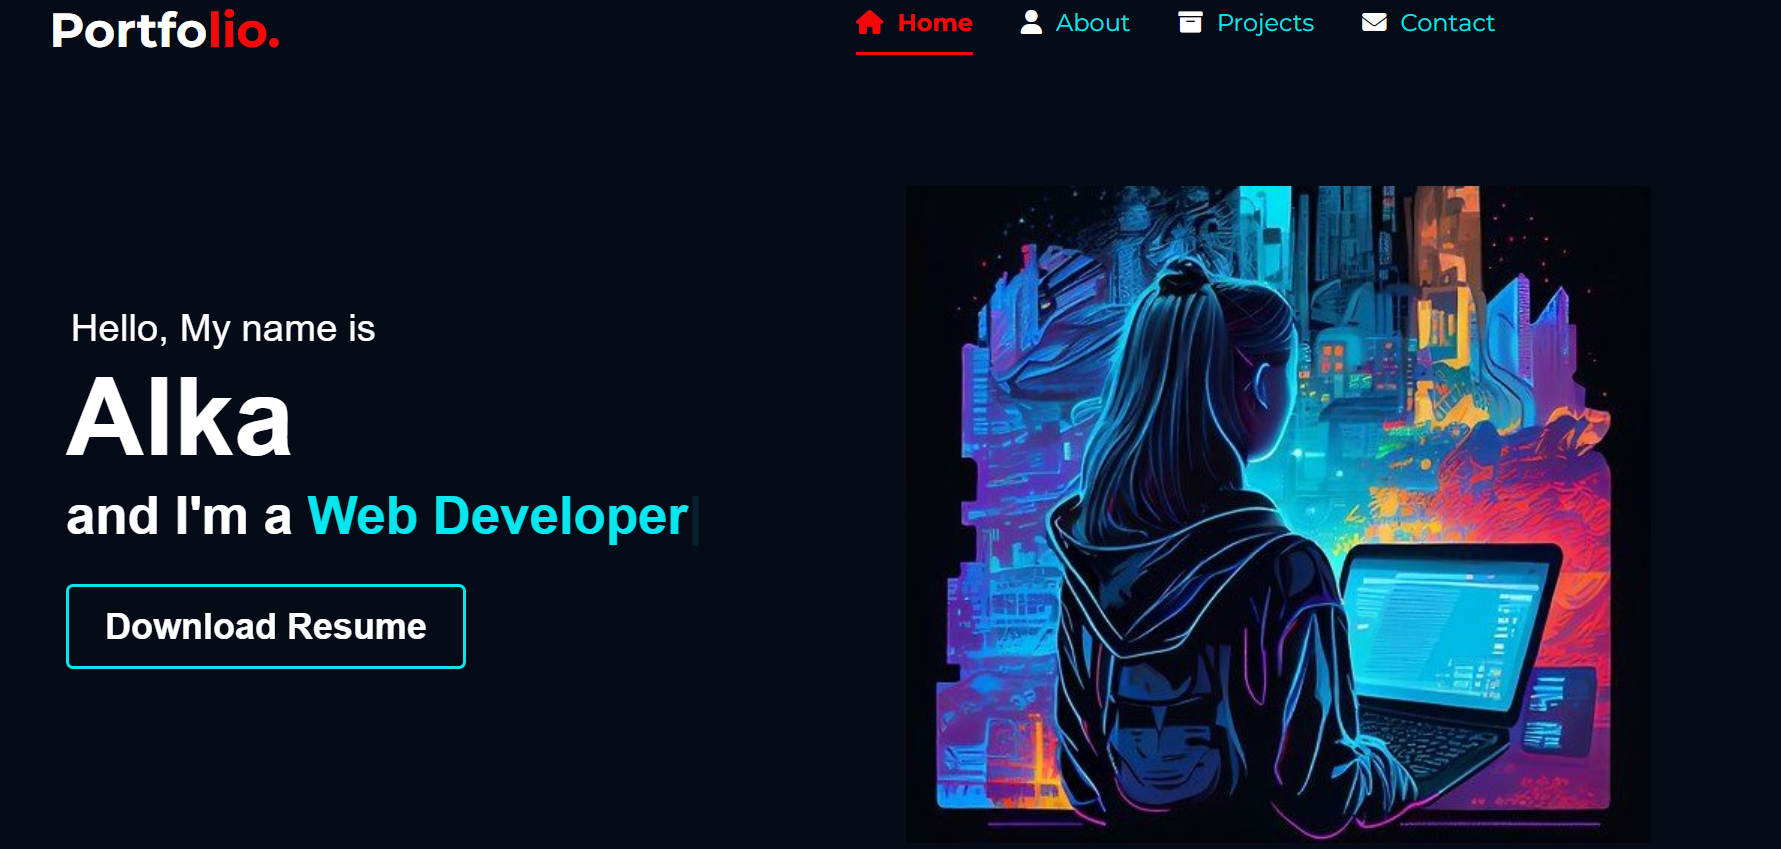 Portfolio.
Home About Projects Contact
Hello, My name is
Alka
and I'm a Web Developer
Download Resume